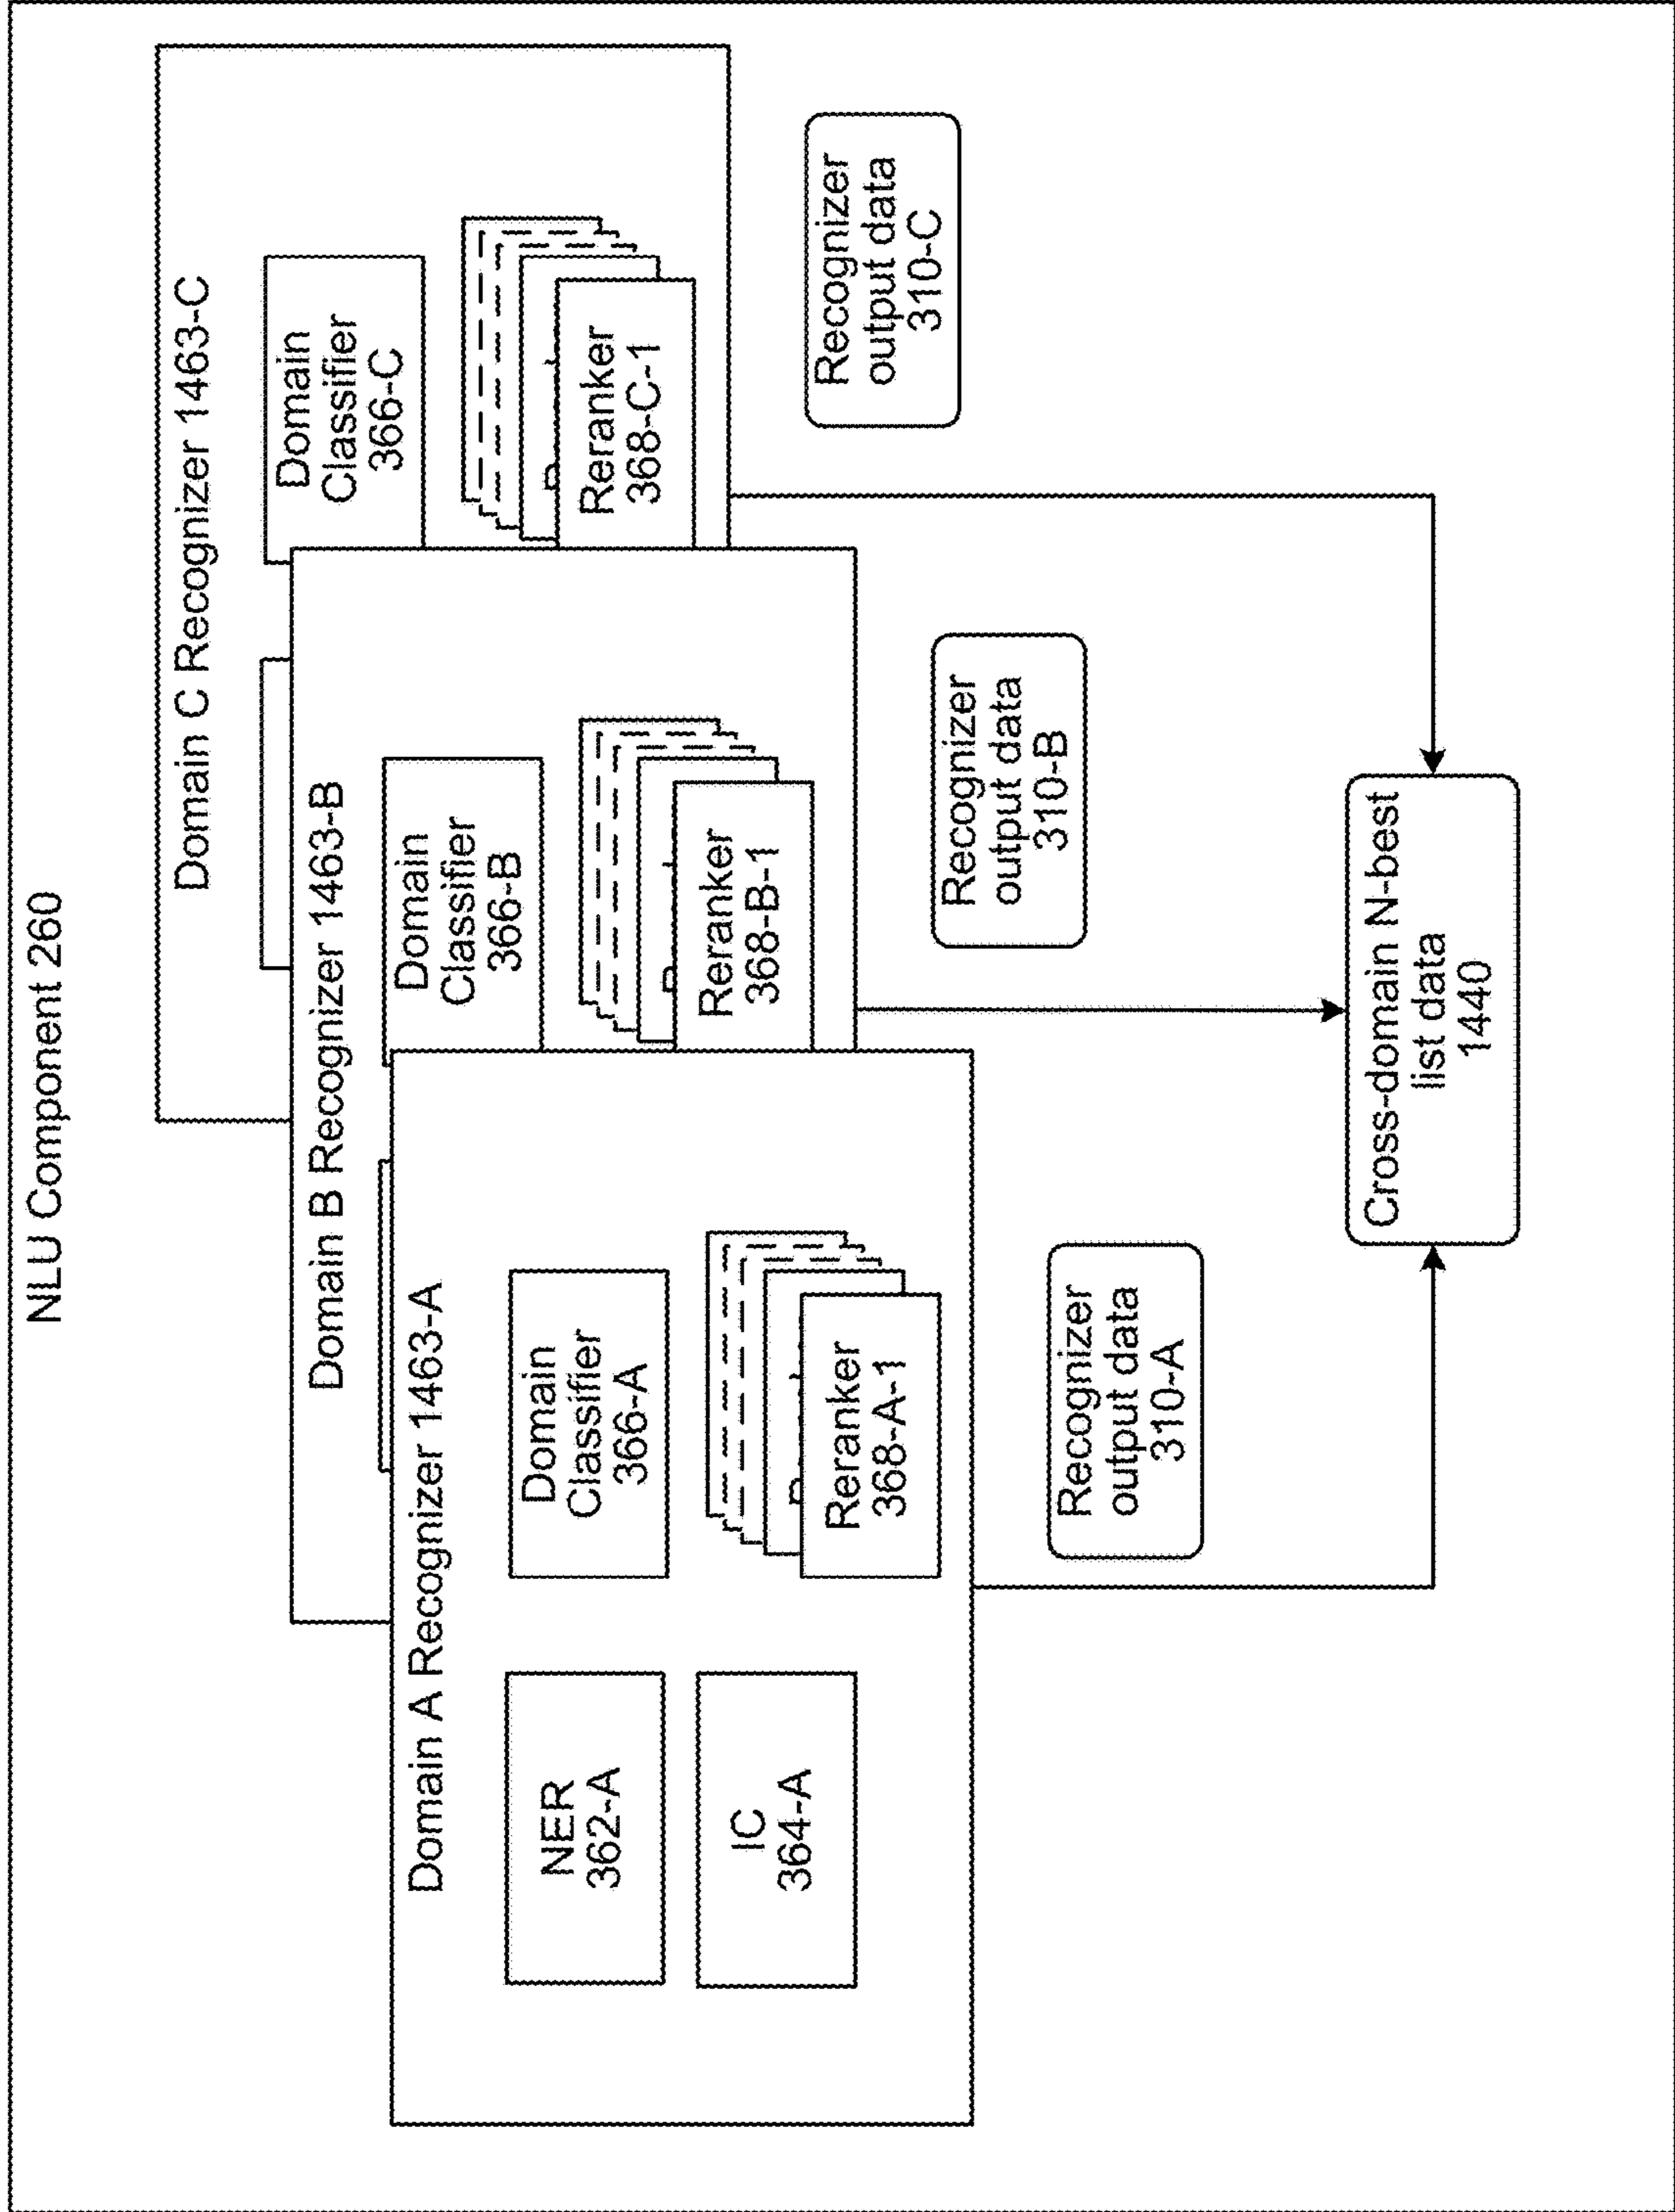 NLU Component 260
Domain C Recognizer 1463-C
Domain
Classifier
366-C
Reranker
368-C-1
Recognizer
output data
310-C
Domain B Recognizer 1463-B
Domain
Classifier
366-B
Reranker
368-B-1
Recognizer
output data
310-B
Domain A Recognizer 1463-A
NER
362-A
IC
364-A
Domain
Classifier
366-A
Reranker
368-A-1
Recognizer
output data
310-A
Cross-domain N-best
list data
1440